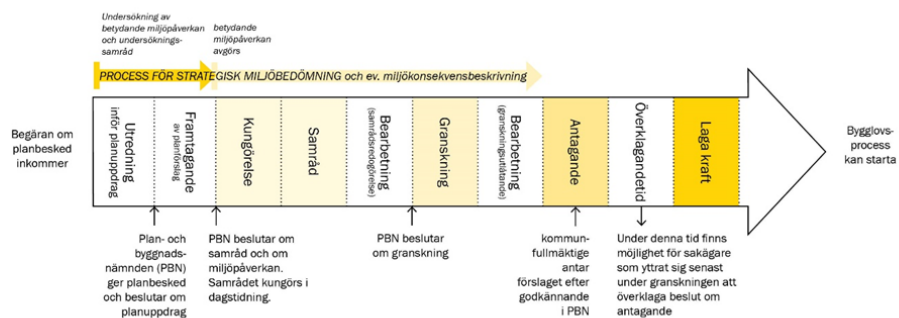 Undersökning av
betydande miljöpåverkan
och undersöknings-
samråd
betydande
miljöpåverkan
avgörs
PROCESS FÖR STRATEGISK MILJÖBEDÖMNING och ev. miljökonsekvensbeskrivning
Begäran om
planbesked
inkommer
Utredning
inför planuppdrag
Framtagande
av planförslag
Kungörelse
Samråd
Bearbetning
(samrådsredogörelse)
Granskning
Bearbetning
(granskningsutlåtande)
Antagande
Överklagandetid
Laga kraft
Bygglovs-
process
kan starta
Plan- och
byggnads-
nämnden (PBN)
ger planbesked
och beslutar om
planuppdrag
PBN beslutar om
samråd och om
miljöpåverkan.
Samrådet kungörs i
dagstidning.
PBN beslutar
om granskning
kommun-
fullmäktige
antar
förslaget efter
godkännande
i PBN
Under denna tid finns
möjlighet för sakägare
som yttrat sig senast
under granskningen att
överklaga beslut om
antagande